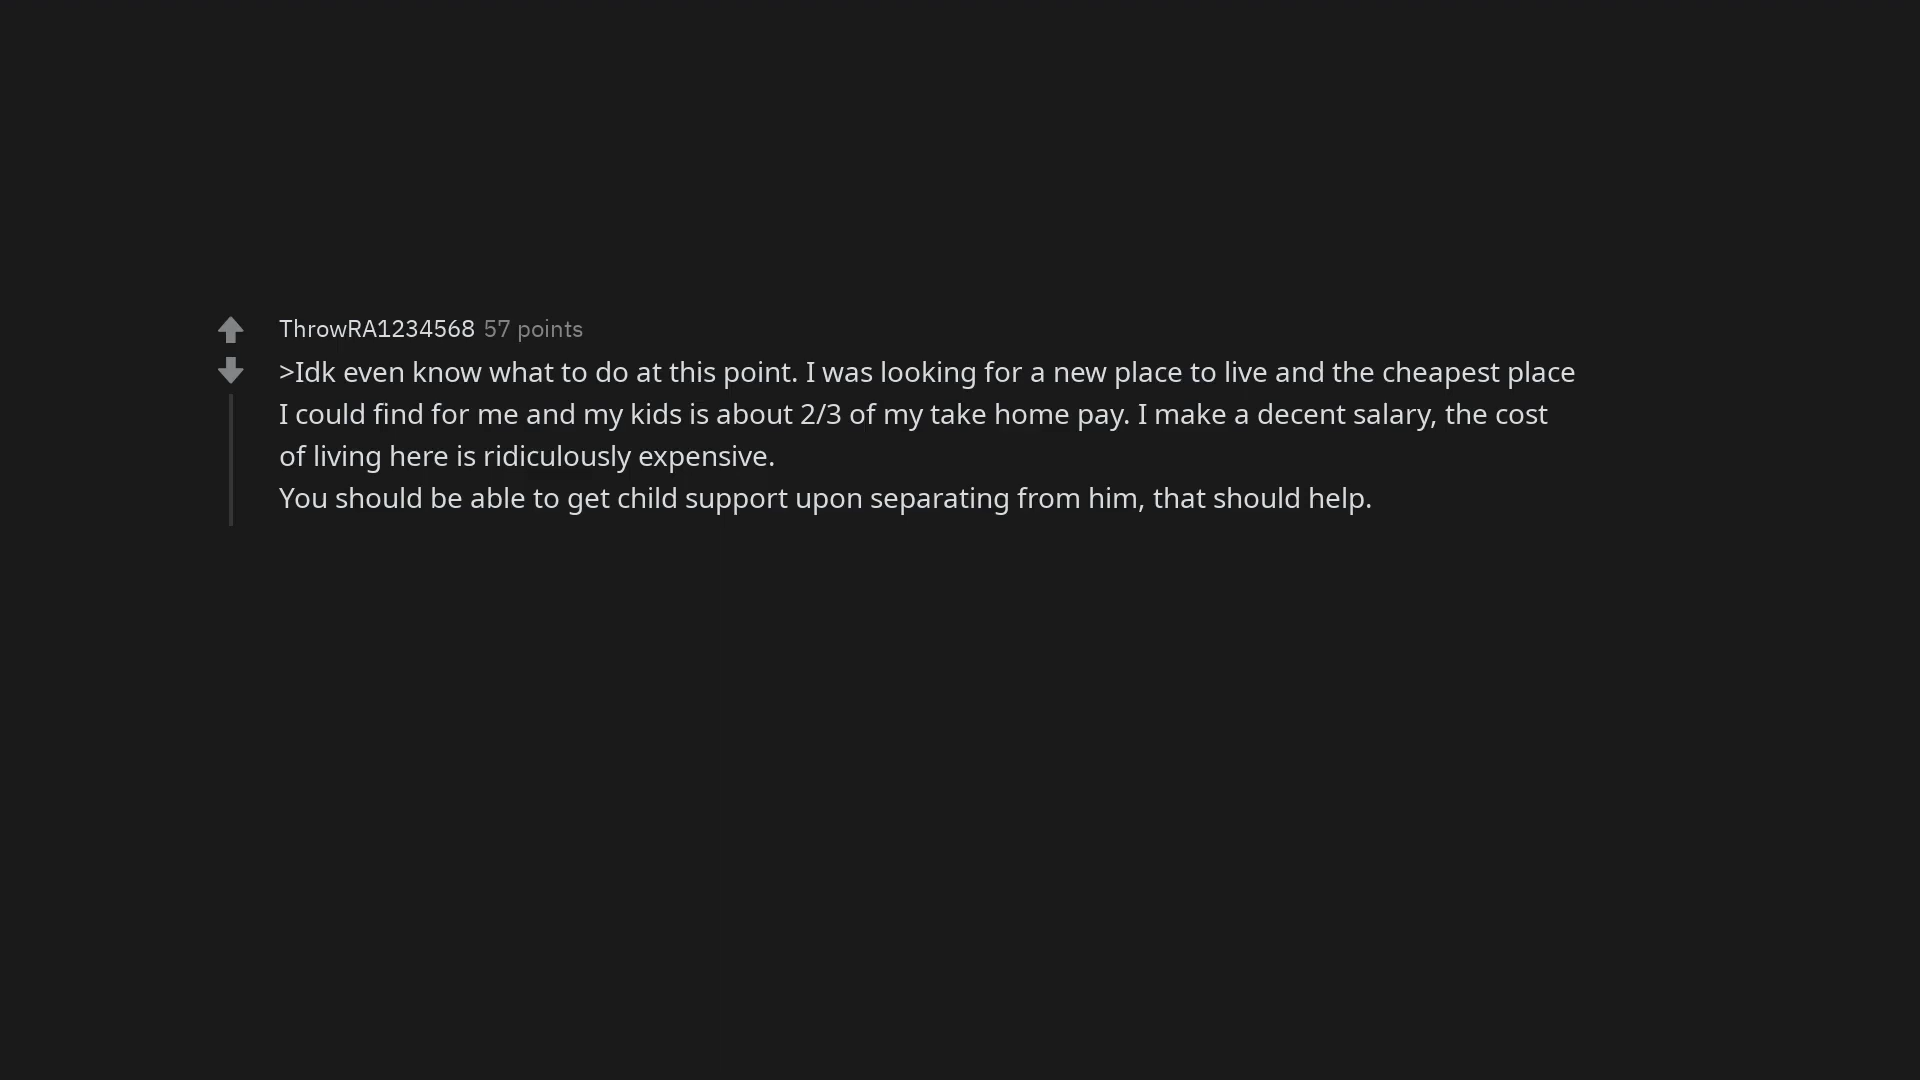 ThrowRA1234568 57 points
>Idk even know what to do at this point. I was looking for a new place to live and the cheapest place
I could find for me and my kids is about 2/3 of my take home pay. I make a decent salary, the cost
of living here is ridiculously expensive.
You should be able to get child support upon separating from him, that should help.